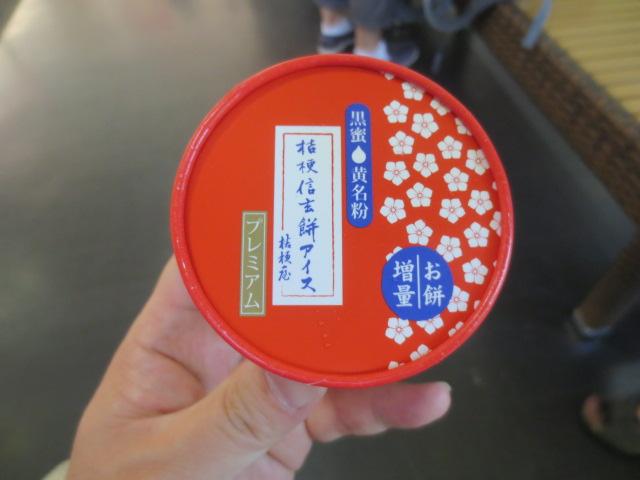 黒蜜
黄名粉
桔梗信玄餅アイス
桔梗屋
プレミアム
お餅
増量